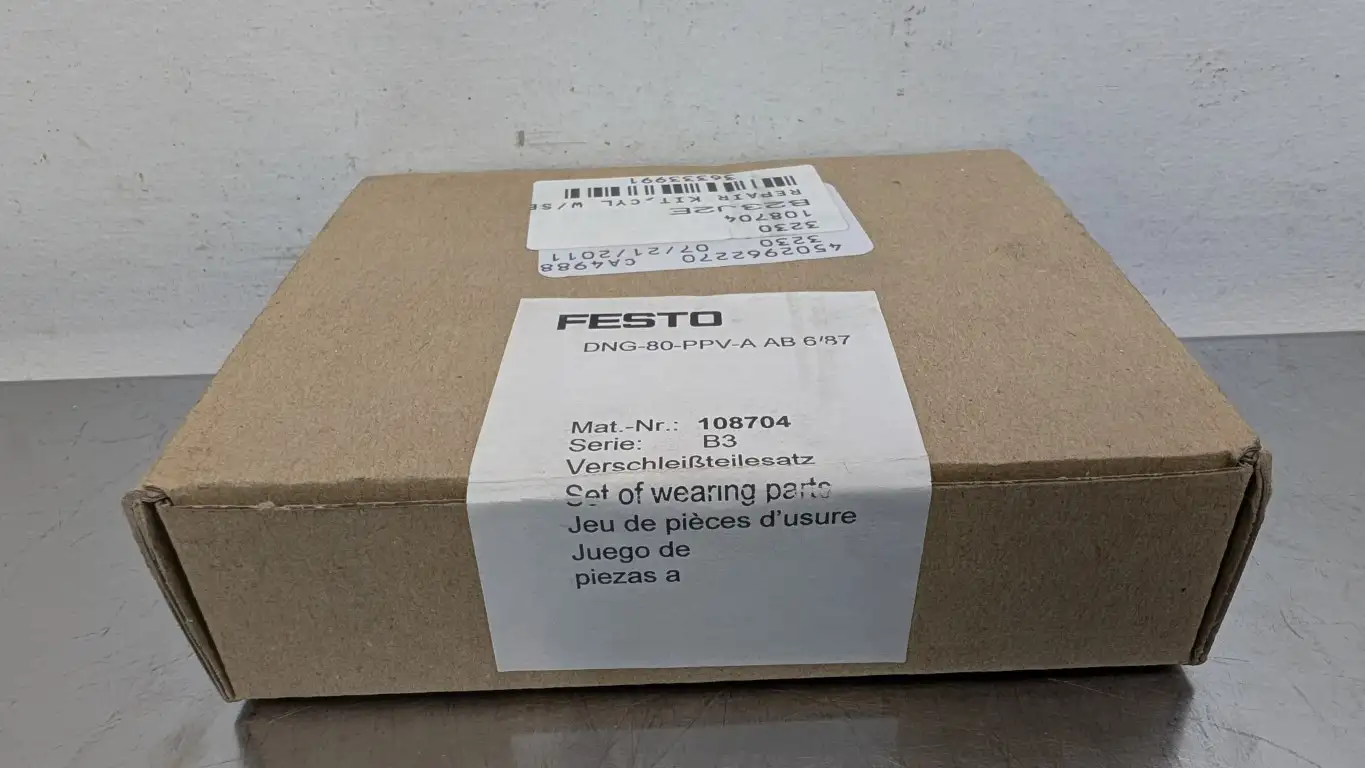 FESTO
DNG-80-PPV-A AB 6/87
Mat.-Nr.: 108704
Serie: B3
Verschleißteilesatz
Set of wearing parts
Jeu de pièces d'usure
Juego de
piezas a
4502962270 07/21/2011 CA4988
3230
3230
108704
B23J2E
REPAIR KIT,CYL W/SE
36333991